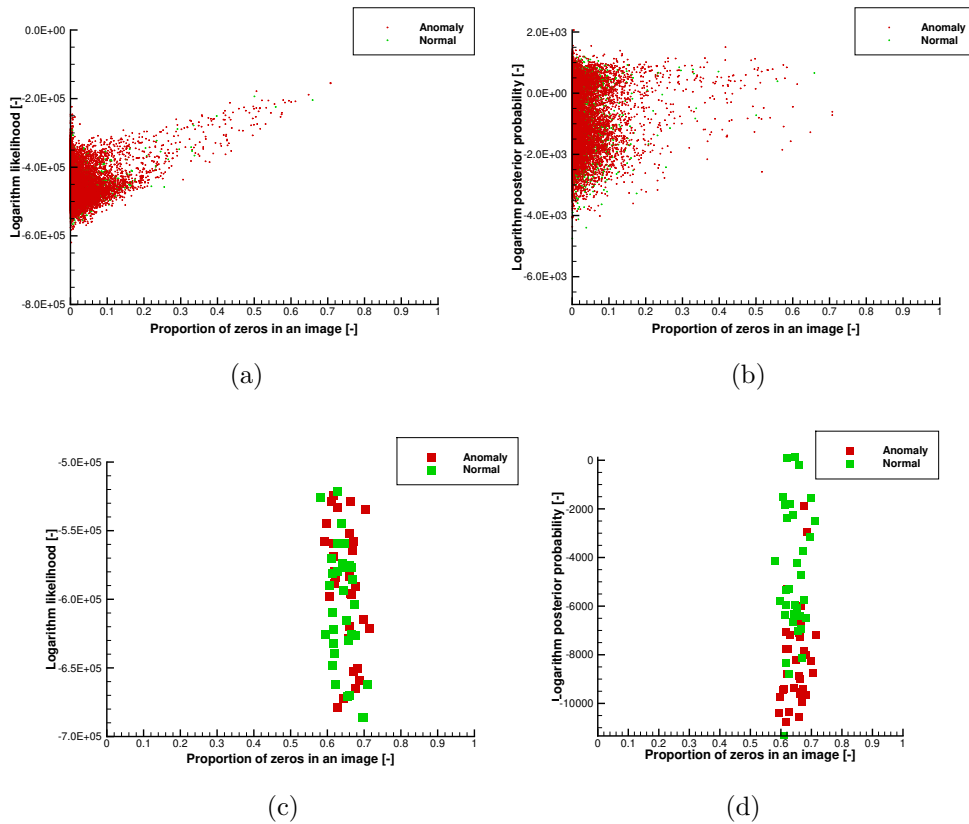 Anomaly
Normal
0.0E+00
-2.0E+05
-4.0E+05
-6.0E+05
-8.0E+05
Logarithm likelihood [-]
0 0.1 0.2 0.3 0.4 0.5 0.6 0.7 0.8 0.9 1
Proportion of zeros in an image [-]
(a)
Anomaly
Normal
2.0E+03
0.0E+00
-2.0E+03
-4.0E+03
-6.0E+03
Logarithm posterior probability [-]
0 0.1 0.2 0.3 0.4 0.5 0.6 0.7 0.8 0.9 1
Proportion of zeros in an image [-]
(b)
Anomaly
Normal
-5.0E+05
-5.5E+05
-6.0E+05
-6.5E+05
-7.0E+05
Logarithm likelihood [-]
0 0.1 0.2 0.3 0.4 0.5 0.6 0.7 0.8 0.9 1
Proportion of zeros in an image [-]
(c)
Anomaly
Normal
0
-2000
-4000
-6000
-8000
-10000
Logarithm posterior probability [-]
0 0.1 0.2 0.3 0.4 0.5 0.6 0.7 0.8 0.9 1
Proportion of zeros in an image [-]
(d)